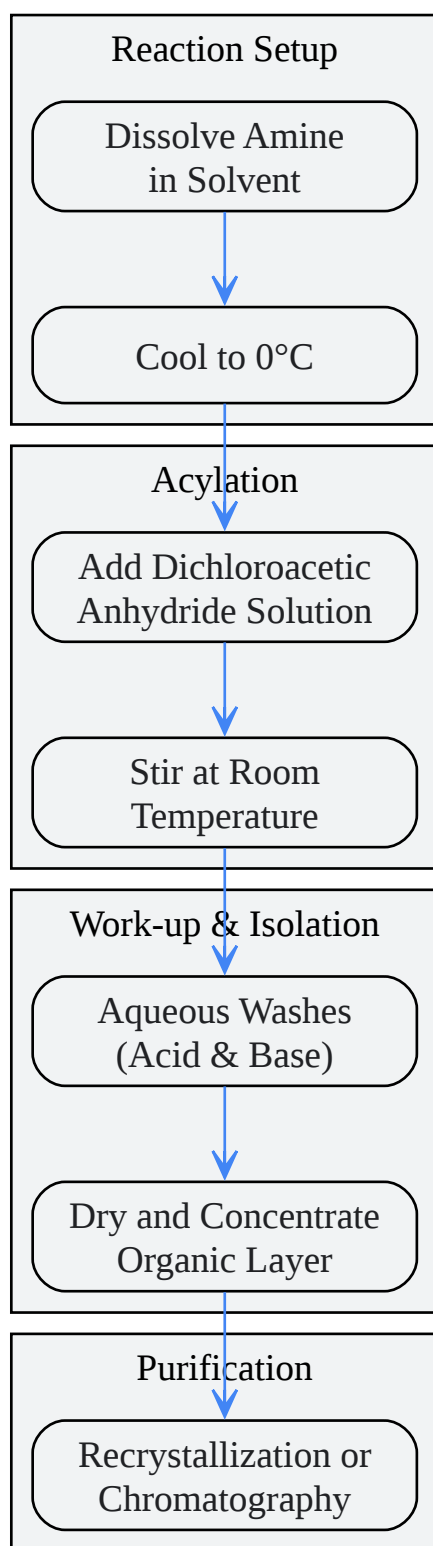 Reaction Setup
Dissolve Amine
in Solvent
Cool to 0°C
Acylation
Add Dichloroacetic
Anhydride Solution
Stir at Room
Temperature
Work-up & Isolation
Aqueous Washes
(Acid & Base)
Dry and Concentrate
Organic Layer
Purification
Recrystallization or
Chromatography